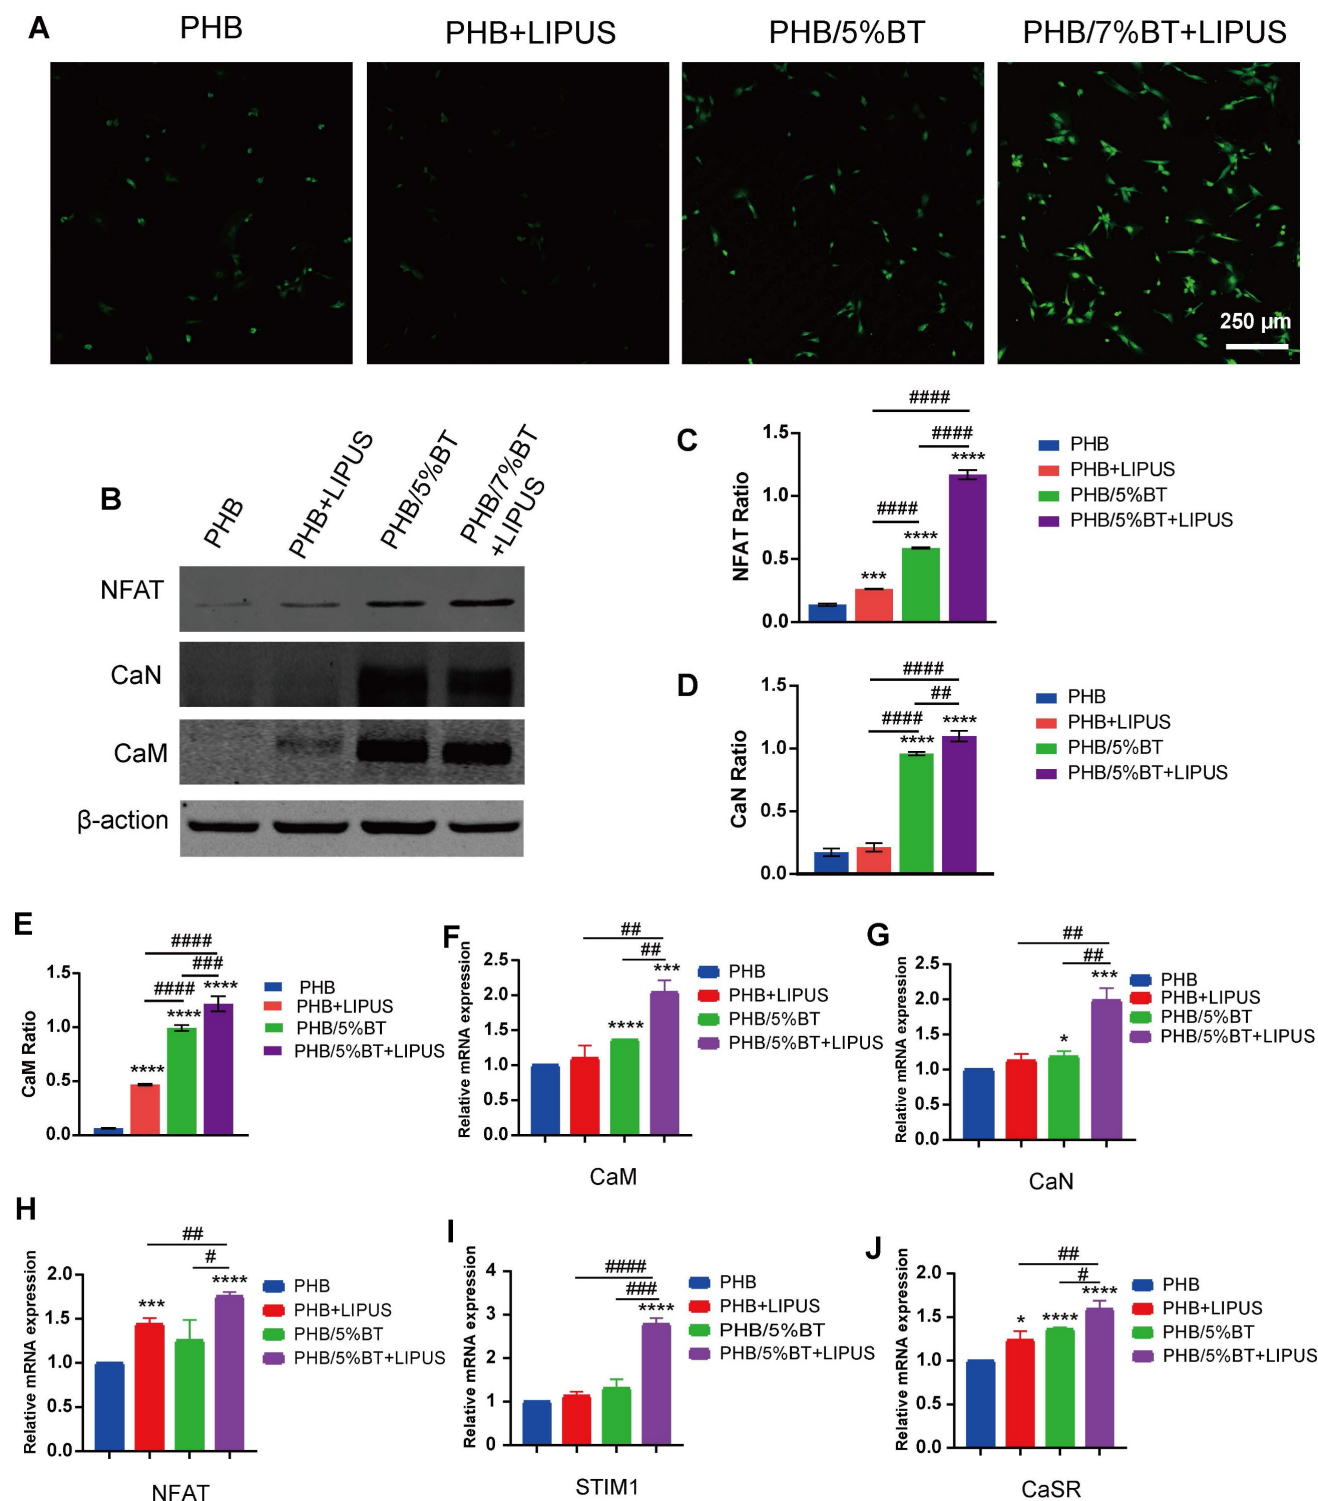 A
PHB
PHB+LIPUS
PHB/5%BT
PHB/7%BT+LIPUS
250 μm
B
PHB
PHB+LIPUS
PHB/5%BT
PHB/7%BT
+LIPUS
NFAT
CaN
CaM
β-action
C
NFAT Ratio
1.5
1.0
0.5
0.0
***
####
****
####
####
****
PHB
PHB+LIPUS
PHB/5%BT
PHB/5%BT+LIPUS
D
CaN Ratio
1.5
1.0
0.5
0.0
####
##
####
****
****
PHB
PHB+LIPUS
PHB/5%BT
PHB/5%BT+LIPUS
E
CaM Ratio
1.5
1.0
0.5
0.0
####
###
####
****
****
****
PHB
PHB+LIPUS
PHB/5%BT
PHB/5%BT+LIPUS
F
Relative mRNA expression
2.5
2.0
1.5
1.0
0.5
0.0
##
##
***
****
CaM
PHB
PHB+LIPUS
PHB/5%BT
PHB/5%BT+LIPUS
G
Relative mRNA expression
2.5
2.0
1.5
1.0
0.5
0.0
##
##
***
*
CaN
PHB
PHB+LIPUS
PHB/5%BT
PHB/5%BT+LIPUS
H
Relative mRNA expression
2.0
1.5
1.0
0.5
0.0
##
#
****
***
NFAT
PHB
PHB+LIPUS
PHB/5%BT
PHB/5%BT+LIPUS
I
Relative mRNA expression
4
3
2
1
0
####
###
****
STIM1
PHB
PHB+LIPUS
PHB/5%BT
PHB/5%BT+LIPUS
J
Relative mRNA expression
2.0
1.5
1.0
0.5
0.0
##
#
****
*
****
CaSR
PHB
PHB+LIPUS
PHB/5%BT
PHB/5%BT+LIPUS